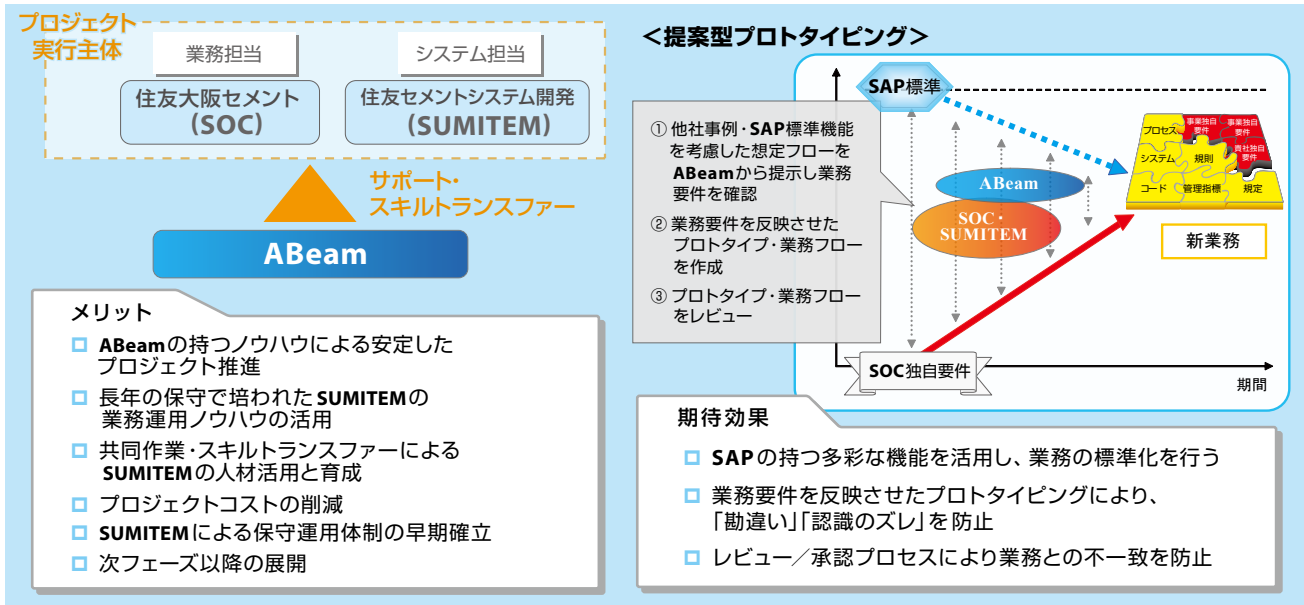 プロジェクト
実行主体
業務担当
システム担当
住友大阪セメント
(SOC)
住友セメントシステム開発
(SUMITEM)
サポート・
スキルトランスファー
ABeam
メリット
ABeamの持つノウハウによる安定した
プロジェクト推進
長年の保守で培われたSUMITEMの
業務運用ノウハウの活用
共同作業・スキルトランスファーによる
SUMITEMの人材活用と育成
プロジェクトコストの削減
SUMITEMによる保守運用体制の早期確立
次フェーズ以降の展開
<提案型プロトタイピング>
SAP標準
① 他社事例・SAP標準機能
を考慮した想定フローを
ABeamから提示し業務
要件を確認
② 業務要件を反映させた
プロトタイプ・業務フロー
を作成
③ プロトタイプ・業務フロー
をレビュー
ABeam
SOC・
SUMITEM
プロセス
事業独自
要件
事業独自
要件
システム
規則
貴社独自
要件
コード
管理指標
規定
新業務
SOC独自要件
期間
期待効果
SAPの持つ多彩な機能を活用し、業務の標準化を行う
業務要件を反映させたプロトタイピングにより、
「勘違い」「認識のズレ」を防止
レビュー/承認プロセスにより業務との不一致を防止